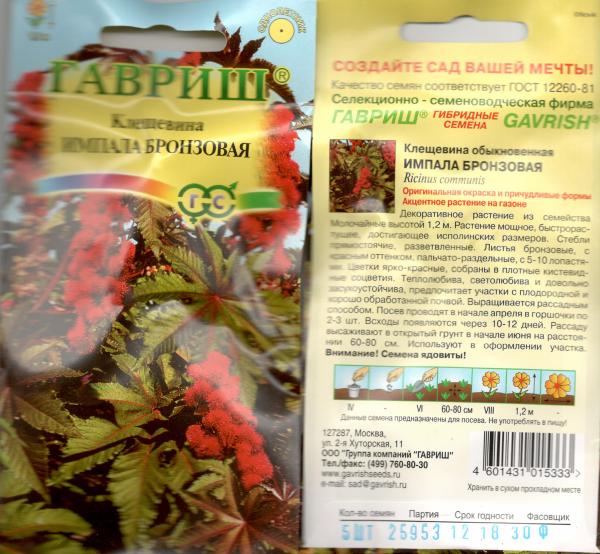 ОДНОЛЕТНИК
ГАВРИШ®
Клещевина
ИМПАЛА БРОНЗОВАЯ
ГС
СОЗДАЙТЕ САД ВАШЕЙ МЕЧТЫ!
Качество семян соответствует ГОСТ 12260-81
Селекционно - семеноводческая фирма
ГАВРИШ® ГИБРИДНЫЕ СЕМЕНА GAVRISH®
Клещевина обыкновенная
ИМПАЛА БРОНЗОВАЯ
Ricinus communis
Оригинальная окраска и причудливые формы
Акцентное растение на газоне
Декоративное растение из семейства
Молочайные высотой 1,2 м. Растение мощное, быстрорас-
тущее, достигающее исполинских размеров. Стебли
прямостоячие, разветвленные. Листья бронзовые, с
красным оттенком, пальчато-раздельные, с 5-10 лопастя-
ми. Цветки ярко-красные, собраны в плотные кистевид-
ные соцветия. Теплолюбива, светолюбива и довольно
засухоустойчива, предпочитает участки с плодородной и
хорошо обработанной почвой. Выращивается рассадным
способом. Посев проводят в начале апреля в горшочки по
2-3 шт. Всходы появляются через 10-12 дней. Рассаду
высаживают в открытый грунт в начале июня на расстоя-
нии 60-80 см. Используют в оформлении участка.
Внимание! Семена ядовиты!
IV - VI 60-80 см VIII 1,2 м -
Данные семена предназначены для посева. Не употреблять в пищу!
127287, Москва,
ул. 2-я Хуторская, 11
ООО "Группа компаний "ГАВРИШ"
Тел./факс: (499) 760-80-30
www.gavrishseeds.ru
e-mail: sad@gavrish.ru
4 601431 015333 >
Хранить в сухом прохладном месте
Кол-во семян Партия Срок годности Фасовщик
5ШТ 25953 12 18 30 Ф